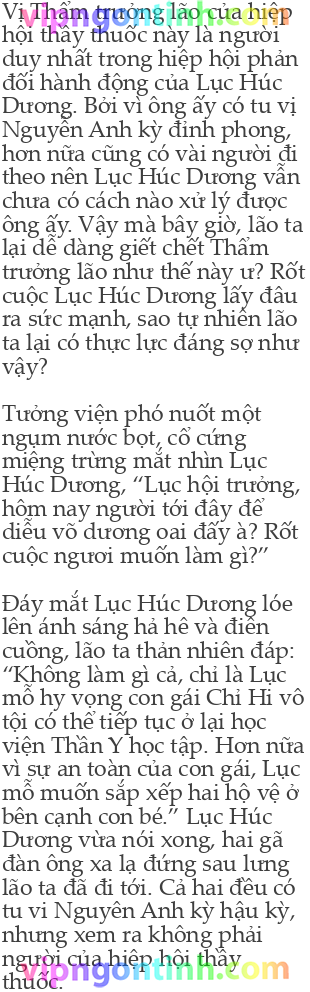 Vị Thẩm trưởng lão của hiệp
hội thầy thuốc này là người
duy nhất trong hiệp hội phản
đối hành động của Lục Húc
Dương. Bởi vì ông ấy có tu vị
Nguyễn Anh kỳ đỉnh phong,
hơn nữa cũng có vài người đi
theo nên Lục Húc Dưỡng vẫn
chưa có cách nào xử lý được
ông ấy. Vậy mà bây giờ, lão ta
lại dễ dàng giết chết Thẩm
trưởng lão như thế này ư? Rốt
cuộc Lục Húc Dương lấy đâu
ra sức mạnh, sao tự nhiên lão
ta lại có thực lực đáng sợ như
vậy?
Tưởng viện phó nuốt một
ngụm nước bọt, cổ cứng
miệng trừng mắt nhìn Lục
Húc Dương, “Lục hội trưởng,
hôm nay người tới đây để
diễu võ dương oai đấy à? Rốt
cuộc ngươi muốn làm gì?”
Đáy mắt Lục Húc Dương lóe
lên ánh sáng hả hê và điên
cuồng, lão ta thản nhiên đáp:
“Không làm gì cả, chỉ là Lục
mỗ hy vọng con gái Chỉ Hi vô
tội có thể tiếp tục ở lại học
viện Thần Y học tập. Hơn nữa
vì sự an toàn của con gái, Lục
mỗ muốn sắp xếp hai hộ vệ ở
bên cạnh con bé.” Lục Húc
Dương vừa nói xong, hai gã
đàn ông xa lạ đứng sau lưng
lão ta đã đi tới. Cả hai đều có
tu vi Nguyên Anh kỳ hậu kỳ,
nhưng xem ra không phải
người của hiệp hội thầy
thuốc.
vipngontinh.com
vipngontinh.com